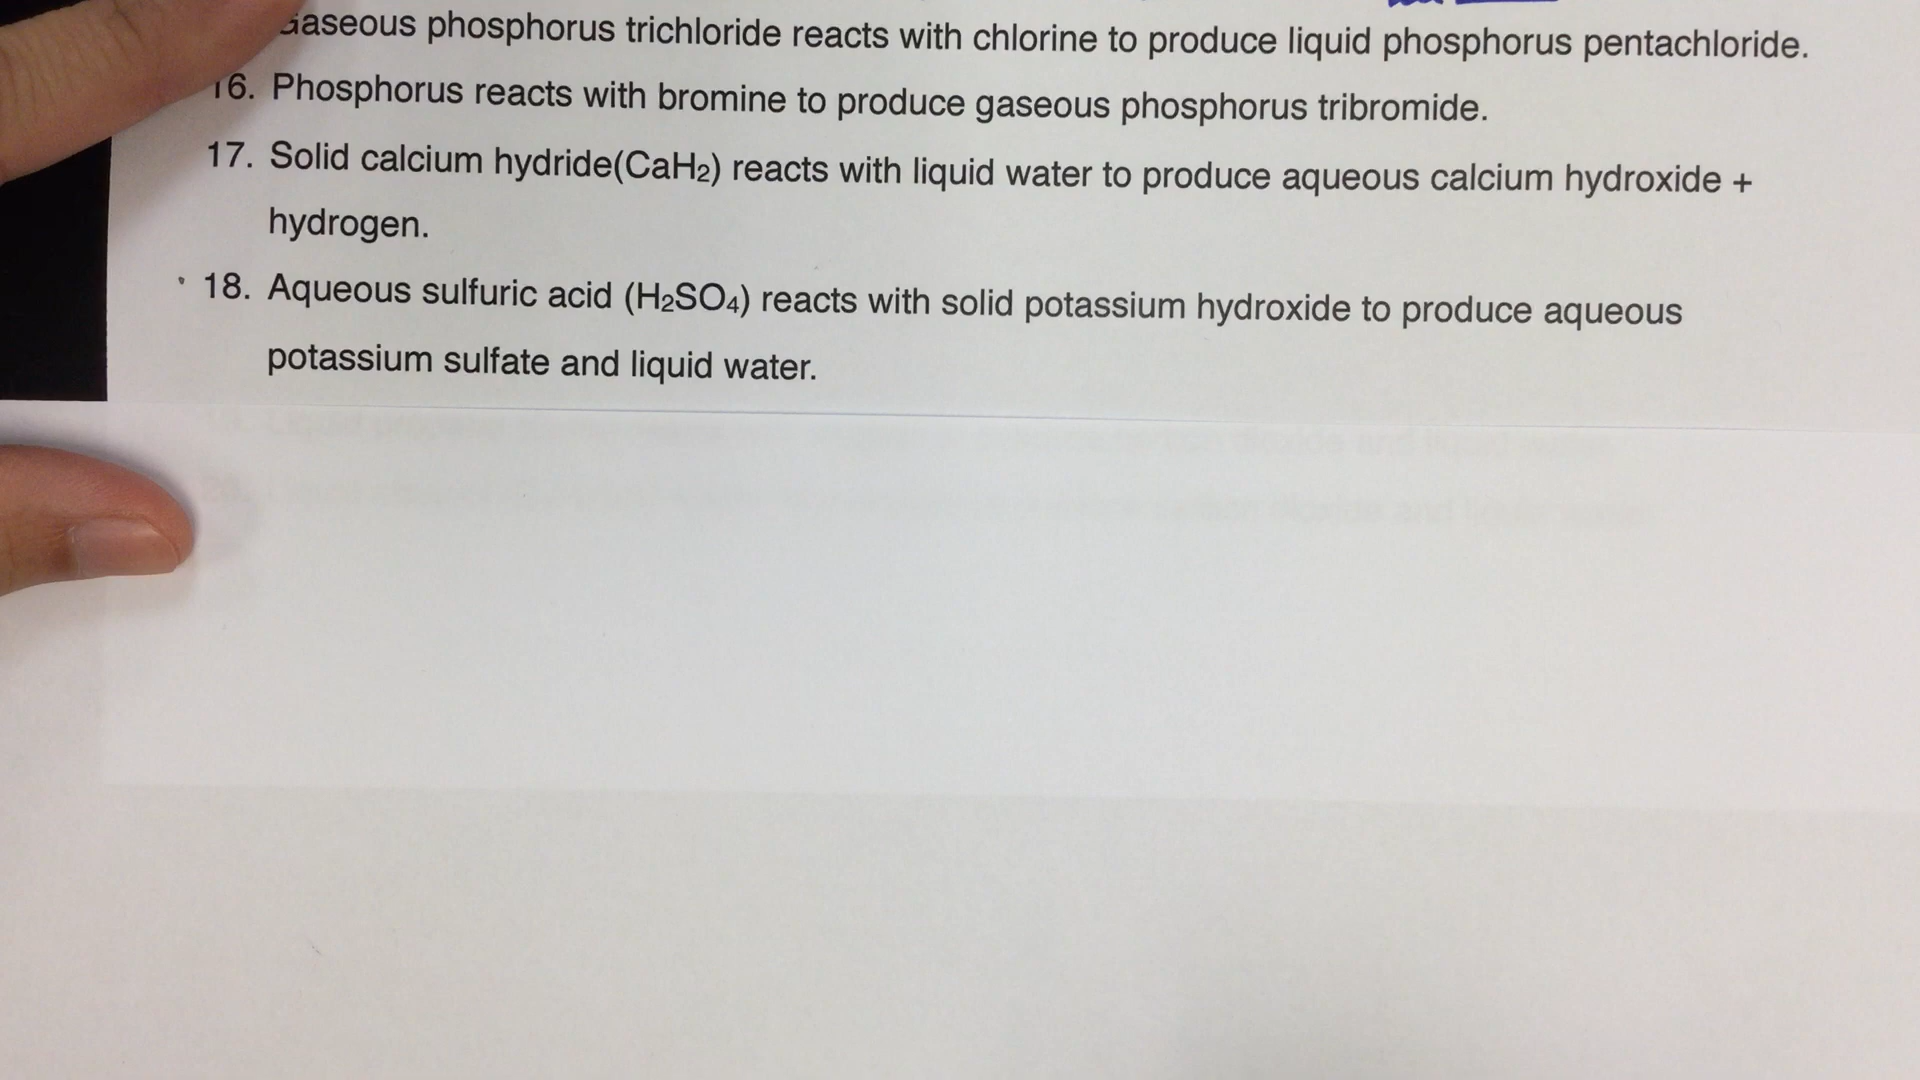 Gaseous phosphorus trichloride reacts with chlorine to produce liquid phosphorus pentachloride.
16. Phosphorus reacts with bromine to produce gaseous phosphorus tribromide.
17. Solid calcium hydride(CaH₂) reacts with liquid water to produce aqueous calcium hydroxide +
hydrogen.
18. Aqueous sulfuric acid (H₂SO₄) reacts with solid potassium hydroxide to produce aqueous
potassium sulfate and liquid water.